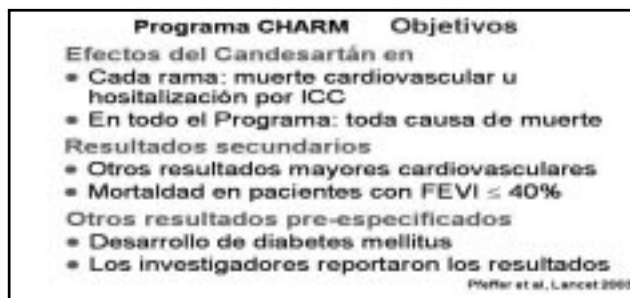 Programa CHARM Objetivos
Efectos del Candesartán en
• Cada rama: muerte cardiovascular u
hositalización por ICC
• En todo el Programa: toda causa de muerte
Resultados secundarios
• Otros resultados mayores cardiovasculares
• Mortaldad en pacientes con FEVI ≤ 40%
Otros resultados pre-especificados
• Desarrollo de diabetes mellitus
• Los investigadores reportaron los resultados
Pfeffer et al, Lancet 2003